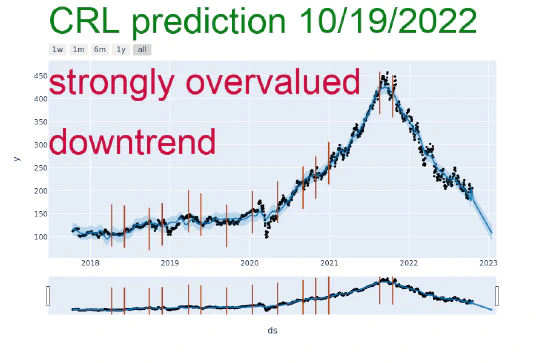 CRL prediction 10/19/2022
1w 1m 6m 1y all
strongly overvalued
downtrend
450
400
350
300
250
200
150
100
y
2018 2019 2020 2021 2022 2023
ds